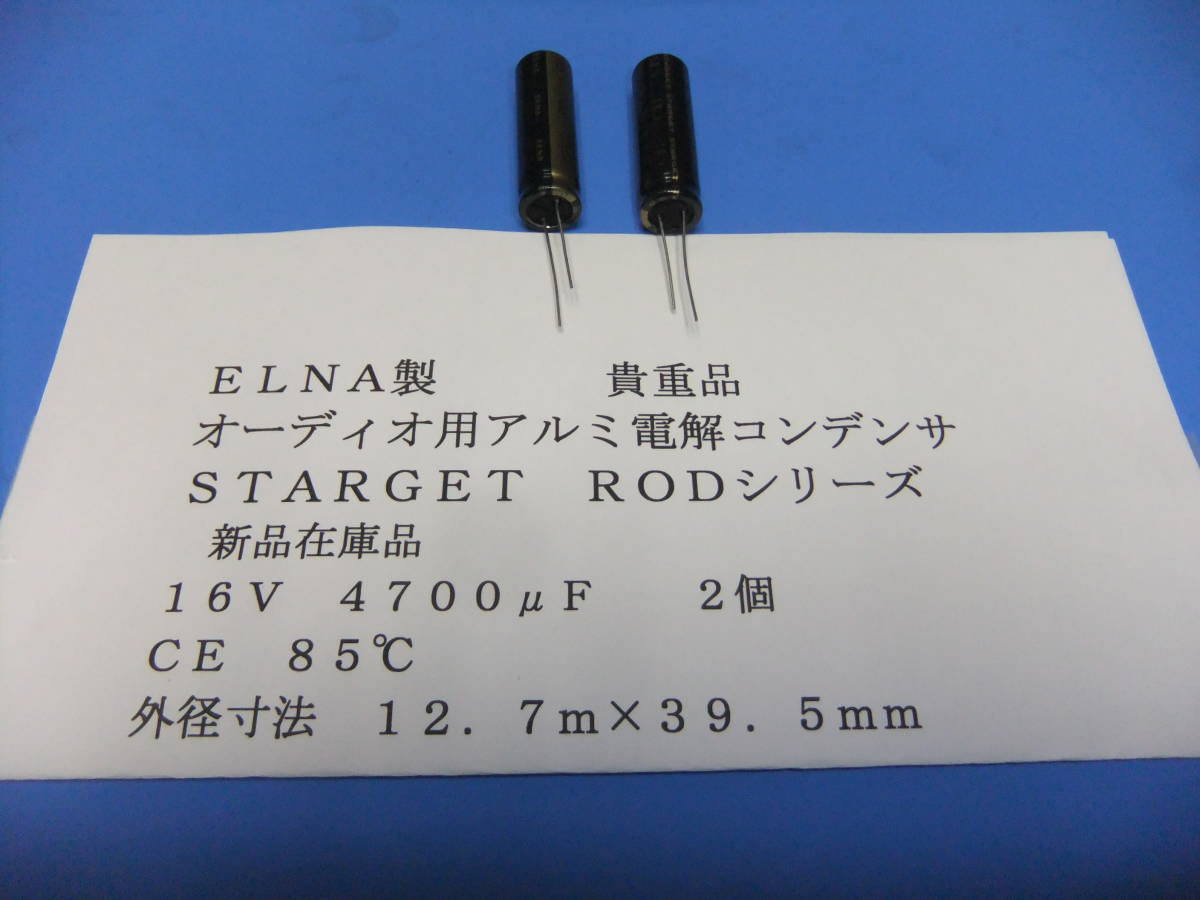 ＥＬＮＡ製　貴重品
オーディオ用アルミ電解コンデンサ
ＳＴＡＲＧＥＴ　ＲＯＤシリーズ
新品在庫品
１６Ｖ　４７００μＦ　２個
ＣＥ　８５℃
外径寸法　１２．７ｍ×３９．５ｍｍ